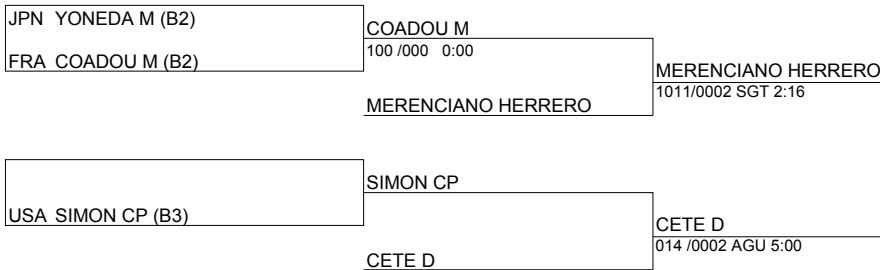 JPN YONEDA M (B2)
FRA COADOU M (B2)
COADOU M
100 /000 0:00
MERENCIANO HERRERO
MERENCIANO HERRERO
1011/0002 SGT 2:16
USA SIMON CP (B3)
SIMON CP
CETE D
CETE D
014 /0002 AGU 5:00